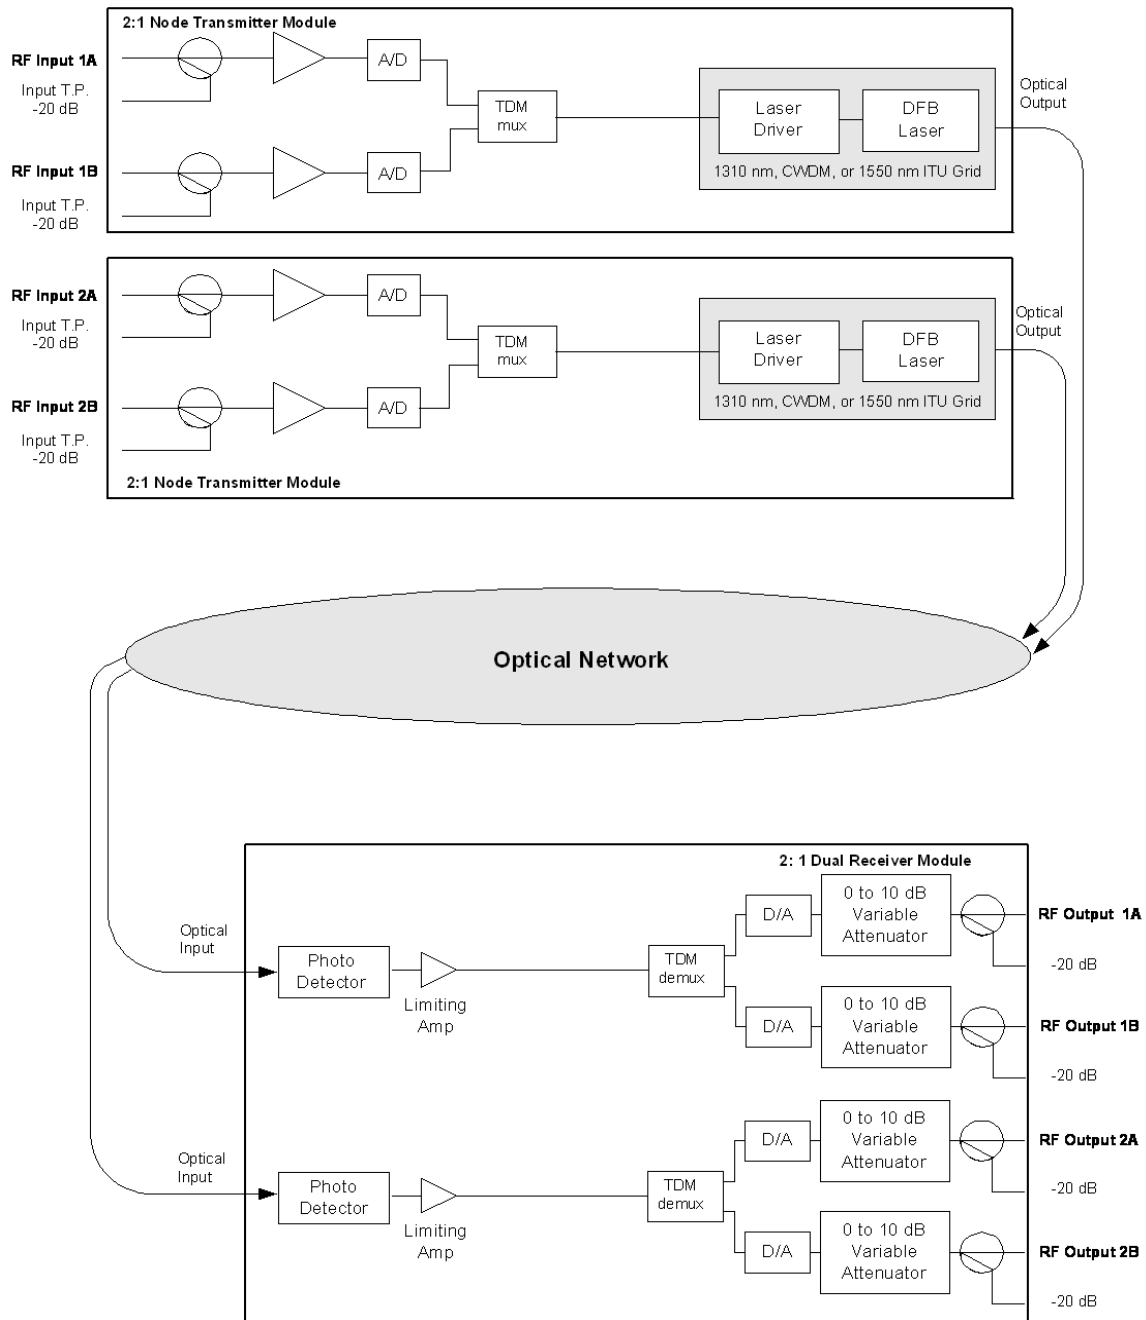 2:1 Node Transmitter Module
RF Input 1A
Input T.P.
-20 dB
A/D
TDM
mux
RF Input 1B
Input T.P.
-20 dB
A/D
Laser
Driver
DFB
Laser
1310 nm, CWDM, or 1550 nm ITU Grid
Optical
Output
RF Input 2A
Input T.P.
-20 dB
A/D
TDM
mux
RF Input 2B
Input T.P.
-20 dB
A/D
Laser
Driver
DFB
Laser
1310 nm, CWDM, or 1550 nm ITU Grid
Optical
Output
2:1 Node Transmitter Module
Optical Network
2: 1 Dual Receiver Module
Optical
Input
Photo
Detector
Limiting
Amp
TDM
demux
D/A
0 to 10 dB
Variable
Attenuator
RF Output 1A
-20 dB
D/A
0 to 10 dB
Variable
Attenuator
RF Output 1B
-20 dB
Optical
Input
Photo
Detector
Limiting
Amp
TDM
demux
D/A
0 to 10 dB
Variable
Attenuator
RF Output 2A
-20 dB
D/A
0 to 10 dB
Variable
Attenuator
RF Output 2B
-20 dB